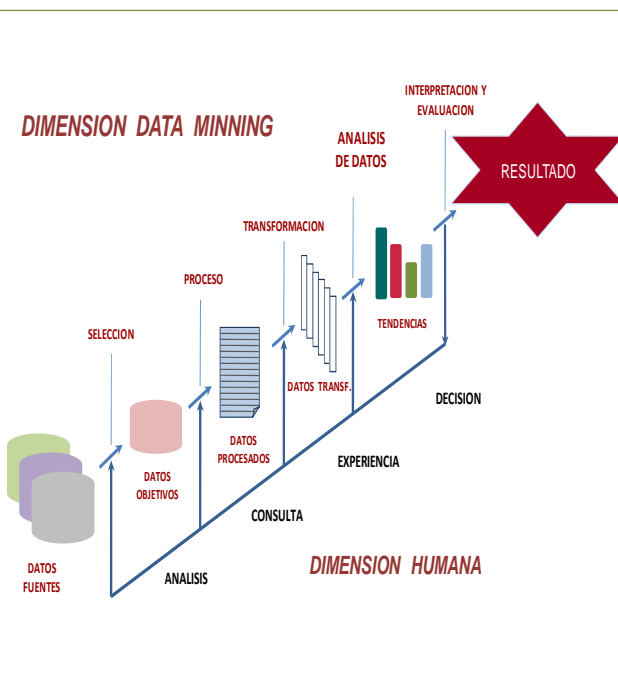 INTERPRETACION Y
EVALUACION
DIMENSION DATA MINNING
ANALISIS
DE DATOS
RESULTADO
TRANSFORMACION
PROCESO
TENDENCIAS
SELECCION
DATOS TRANSF.
DECISION
DATOS
PROCESADOS
EXPERIENCIA
DATOS
OBJETIVOS
CONSULTA
DATOS
FUENTES
ANALISIS
DIMENSION HUMANA